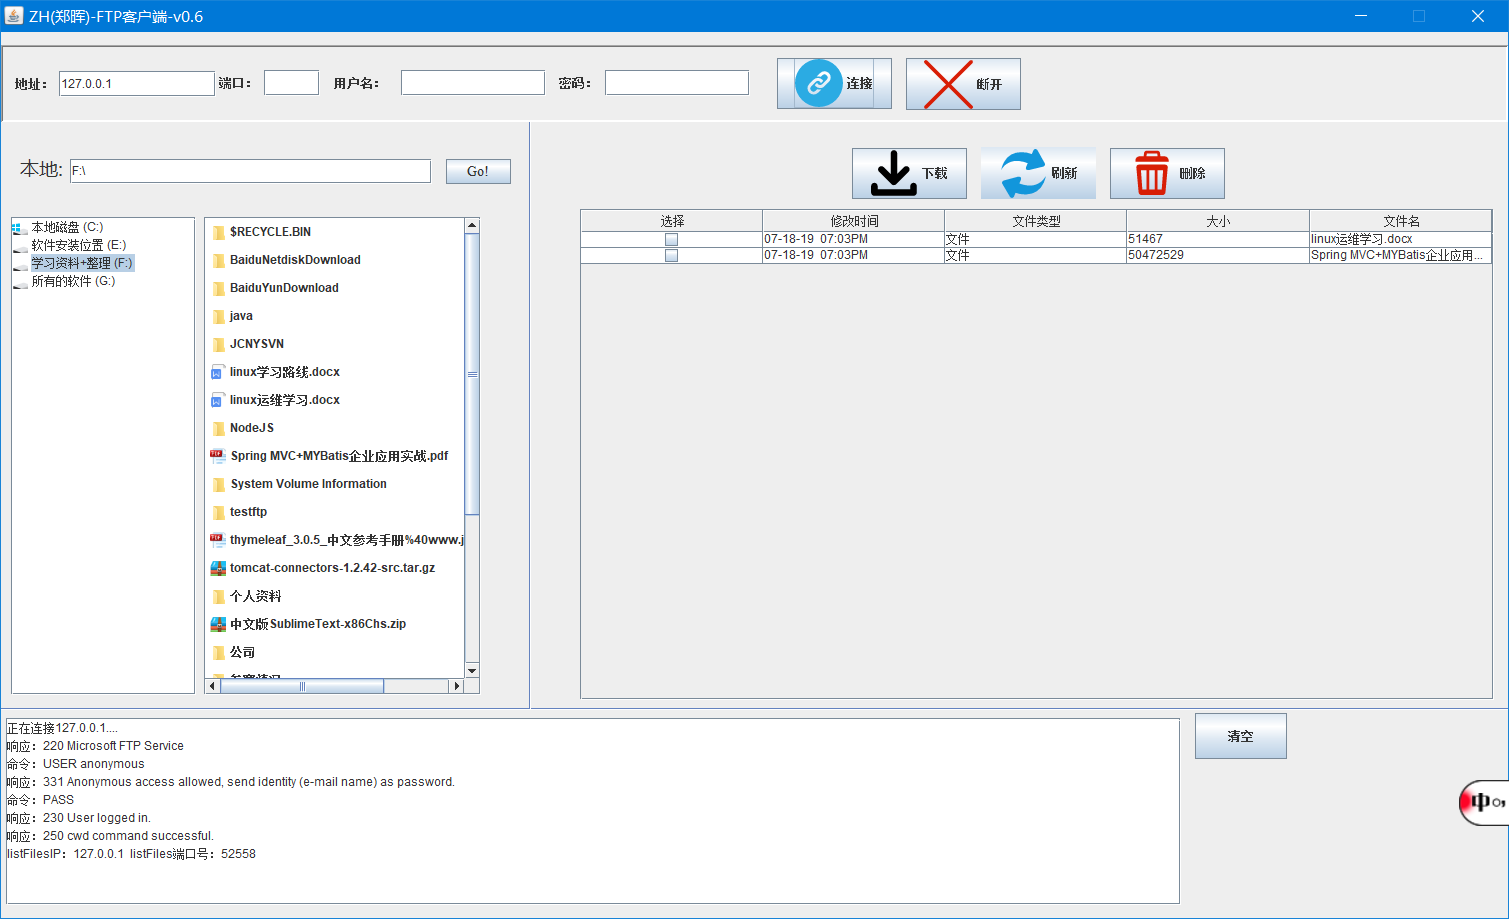 ZH(郑晖)-FTP客户端-v0.6
地址： 127.0.0.1 端口： 用户名： 密码： 连接 断开
本地: F:\ Go!
下载 刷新 删除
本地磁盘 (C:)
软件安装位置 (E:)
学习资料+整理 (F:)
所有的软件 (G:)
$RECYCLE.BIN
BaiduNetdiskDownload
BaiduYunDownload
java
JCNYSVN
linux学习路线.docx
linux运维学习.docx
NodeJS
Spring MVC+MYBatis企业应用实战.pdf
System Volume Information
testftp
thymeleaf_3.0.5_中文参考手册%40www.j
tomcat-connectors-1.2.42-src.tar.gz
个人资料
中文版SublimeText-x86Chs.zip
公司
选择 修改时间 文件类型 大小 文件名
07-18-19 07:03PM 文件 51467 linux运维学习.docx
07-18-19 07:03PM 文件 50472529 Spring MVC+MYBatis企业应用...
正在连接127.0.0.1....
响应：220 Microsoft FTP Service
命令：USER anonymous
响应：331 Anonymous access allowed, send identity (e-mail name) as password.
命令：PASS
响应：230 User logged in.
响应：250 cwd command successful.
listFilesIP：127.0.0.1 listFiles端口号：52558
清空
中